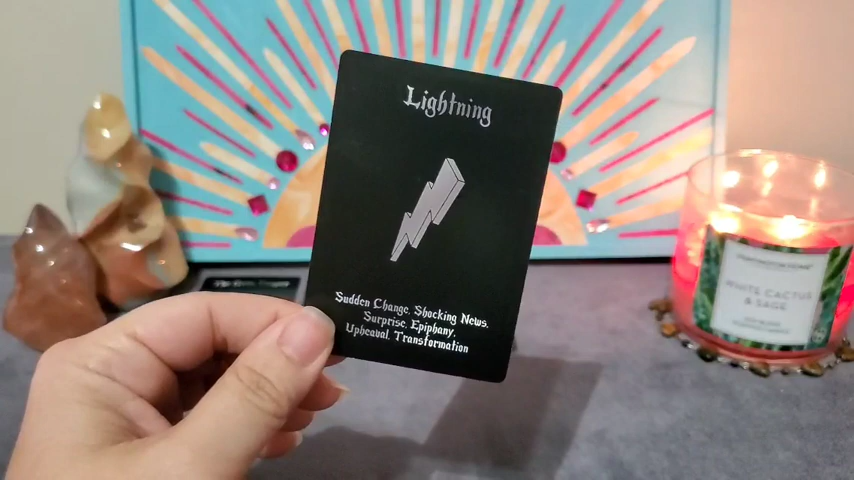 Lightning
Sudden Change, Shocking News,
Surprise, Epiphany,
Upheaval, Transformation
WHITE CACTUS
& SAGE